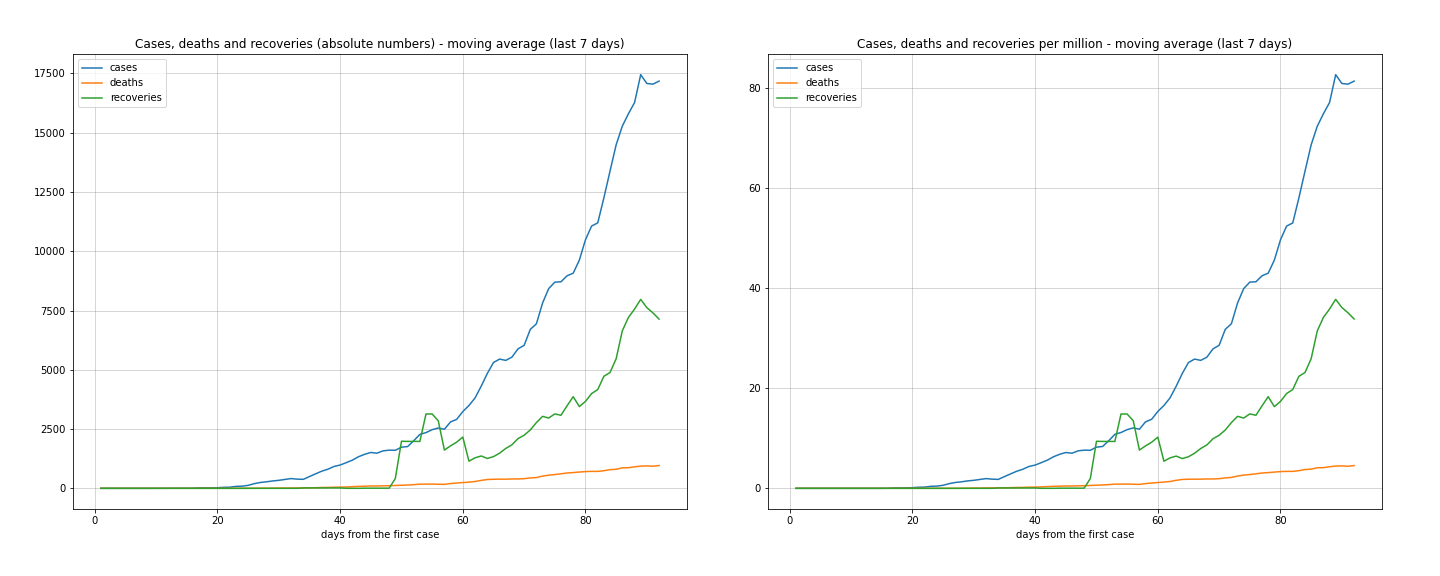 Cases, deaths and recoveries (absolute numbers) - moving average (last 7 days)
cases
deaths
recoveries
17500
15000
12500
10000
7500
5000
2500
0
0 20 40 60 80
days from the first case
Cases, deaths and recoveries per million - moving average (last 7 days)
cases
deaths
recoveries
80
60
40
20
0
0 20 40 60 80
days from the first case